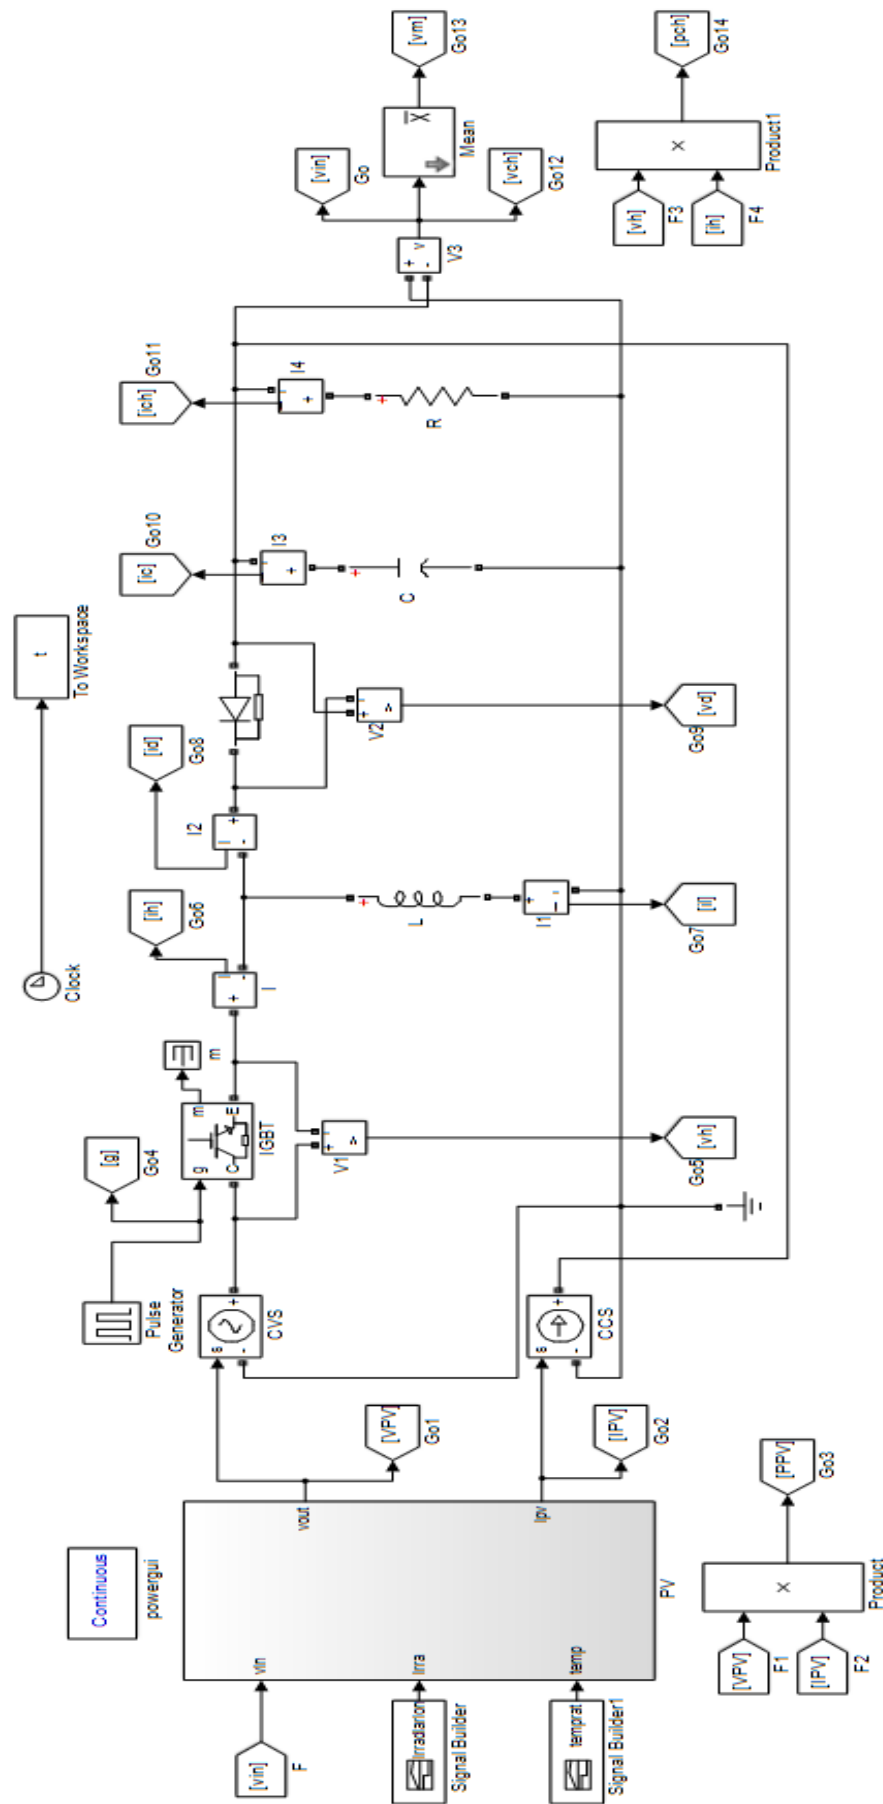 Continuous
powergui
[vin]
F
Irradiarion
Signal Builder
temprat
Signal Builder1
vin
Irra
temp
vout
Ipv
PV
[VPV]
Go1
[IPV]
Go2
[VPV]
F1
[IPV]
F2
×
Product
[PPV]
Go3
Pulse
Generator
[g]
Go4
s
+
-
CVS
s
+
-
CCS
g
m
C
E
IGBT
m
+
-
v
V1
[vh]
Go5
Clock
t
To Workspace
+
i
-
I
[ih]
Go6
+
L
+
i
-
I1
[il]
Go7
i
+
-
I2
[id]
Go8
+
-
v
V2
[vd]
Go9
[ic]
Go10
i
-
+
I3
+
C
[ich]
Go11
i
-
+
I4
+
R
+
-
v
V3
[vin]
Go
[vch]
Go12
X
Mean
[vm]
Go13
[vh]
F3
[ih]
F4
×
Product1
[pch]
Go14